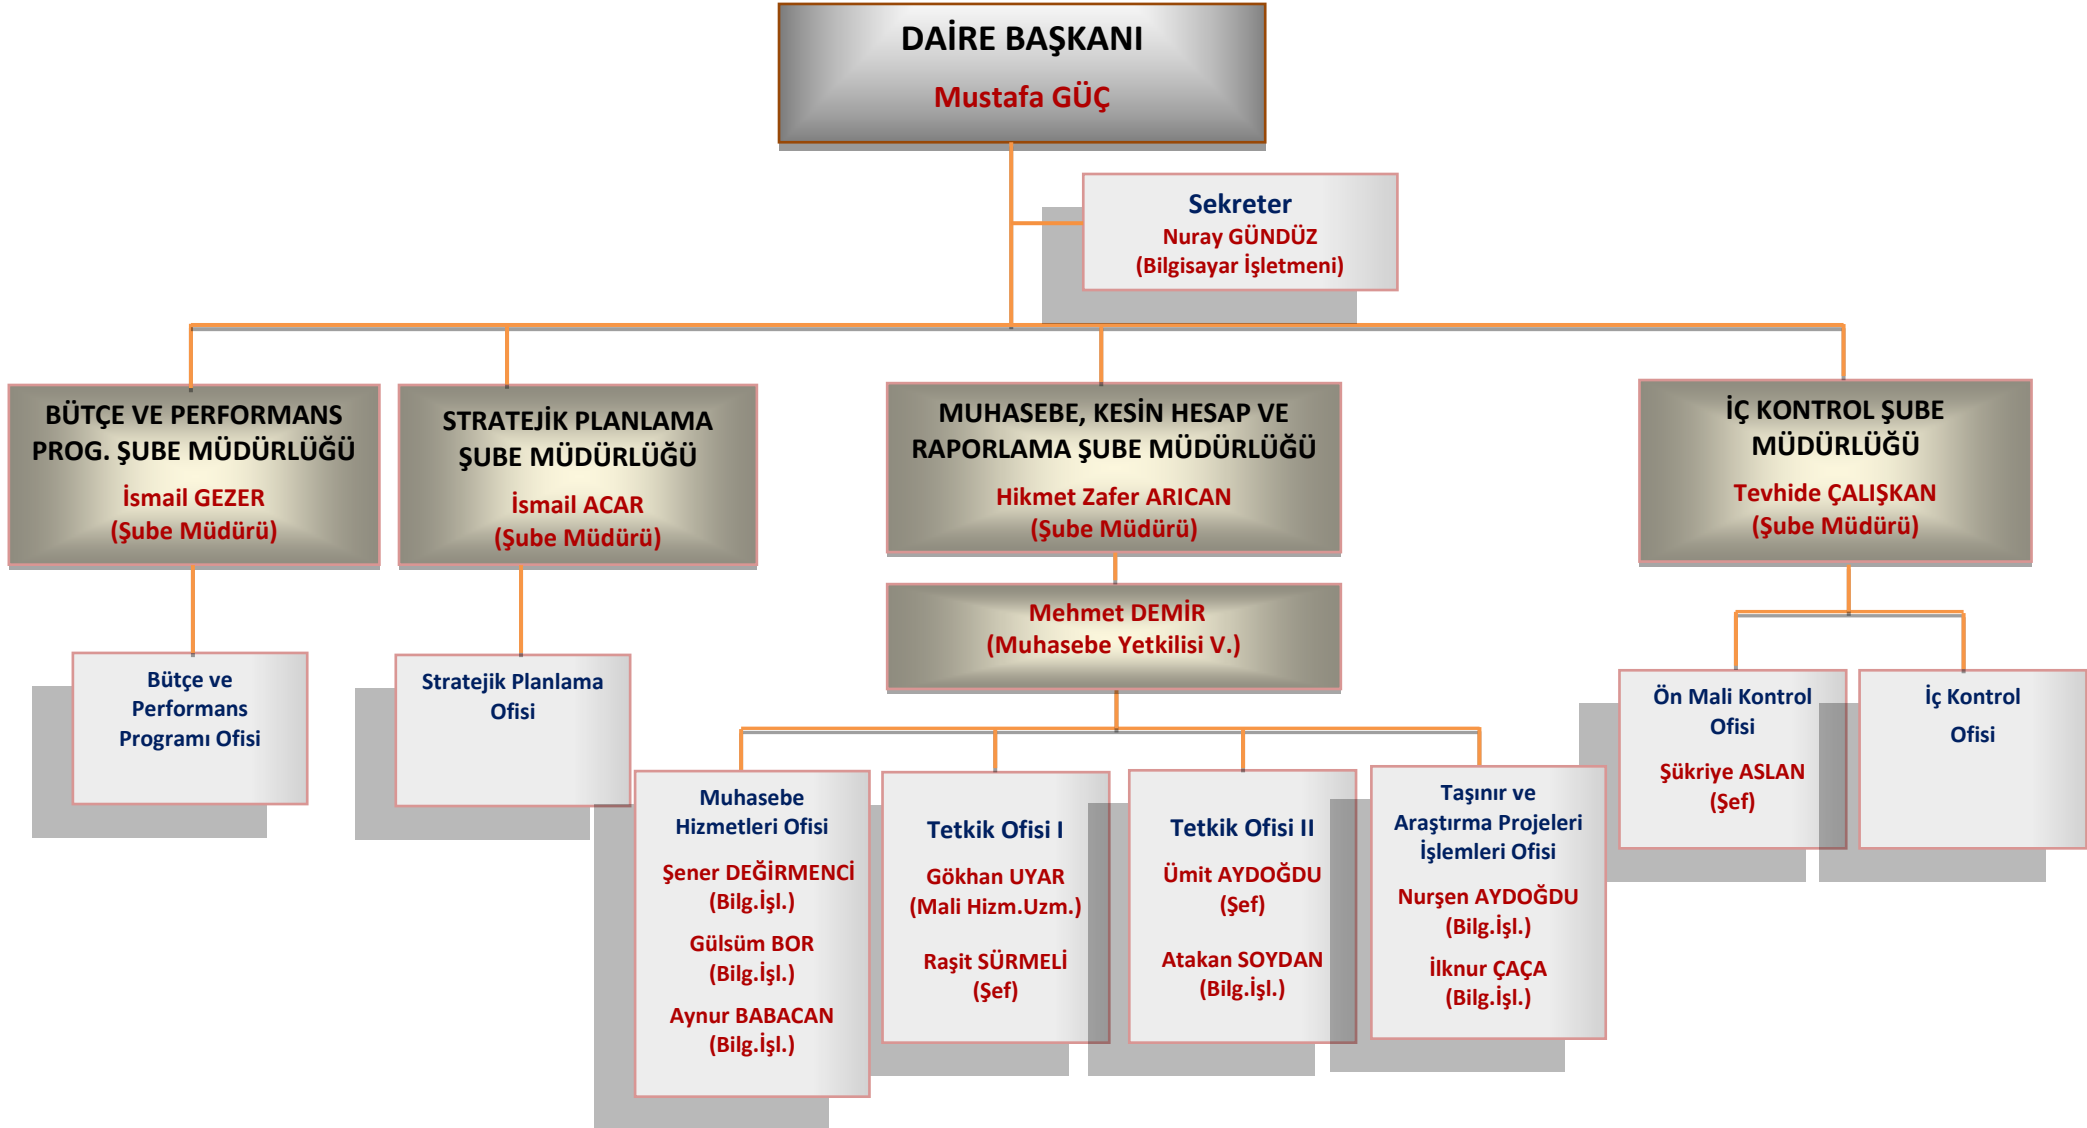 DAİRE BAŞKANI
Mustafa GÜÇ
Sekreter
Nuray GÜNDÜZ
(Bilgisayar İşletmeni)
BÜTÇE VE PERFORMANS
PROG. ŞUBE MÜDÜRLÜĞÜ
İsmail GEZER
(Şube Müdürü)
STRATEJİK PLANLAMA
ŞUBE MÜDÜRLÜĞÜ
İsmail ACAR
(Şube Müdürü)
MUHASEBE, KESİN HESAP VE
RAPORLAMA ŞUBE MÜDÜRLÜĞÜ
Hikmet Zafer ARICAN
(Şube Müdürü)
İÇ KONTROL ŞUBE
MÜDÜRLÜĞÜ
Tevhide ÇALIŞKAN
(Şube Müdürü)
Mehmet DEMİR
(Muhasebe Yetkilisi V.)
Bütçe ve
Performans
Programı Ofisi
Stratejik Planlama
Ofisi
Muhasebe
Hizmetleri Ofisi
Şener DEĞİRMENCİ
(Bilg.İşl.)
Gülsüm BOR
(Bilg.İşl.)
Aynur BABACAN
(Bilg.İşl.)
Tetkik Ofisi I
Gökhan UYAR
(Mali Hizm.Uzm.)
Raşit SÜRMELİ
(Şef)
Tetkik Ofisi II
Ümit AYDOĞDU
(Şef)
Atakan SOYDAN
(Bilg.İşl.)
Taşınır ve
Araştırma Projeleri
İşlemleri Ofisi
Nurşen AYDOĞDU
(Bilg.İşl.)
İlknur ÇAÇA
(Bilg.İşl.)
Ön Mali Kontrol
Ofisi
Şükriye ASLAN
(Şef)
İç Kontrol
Ofisi